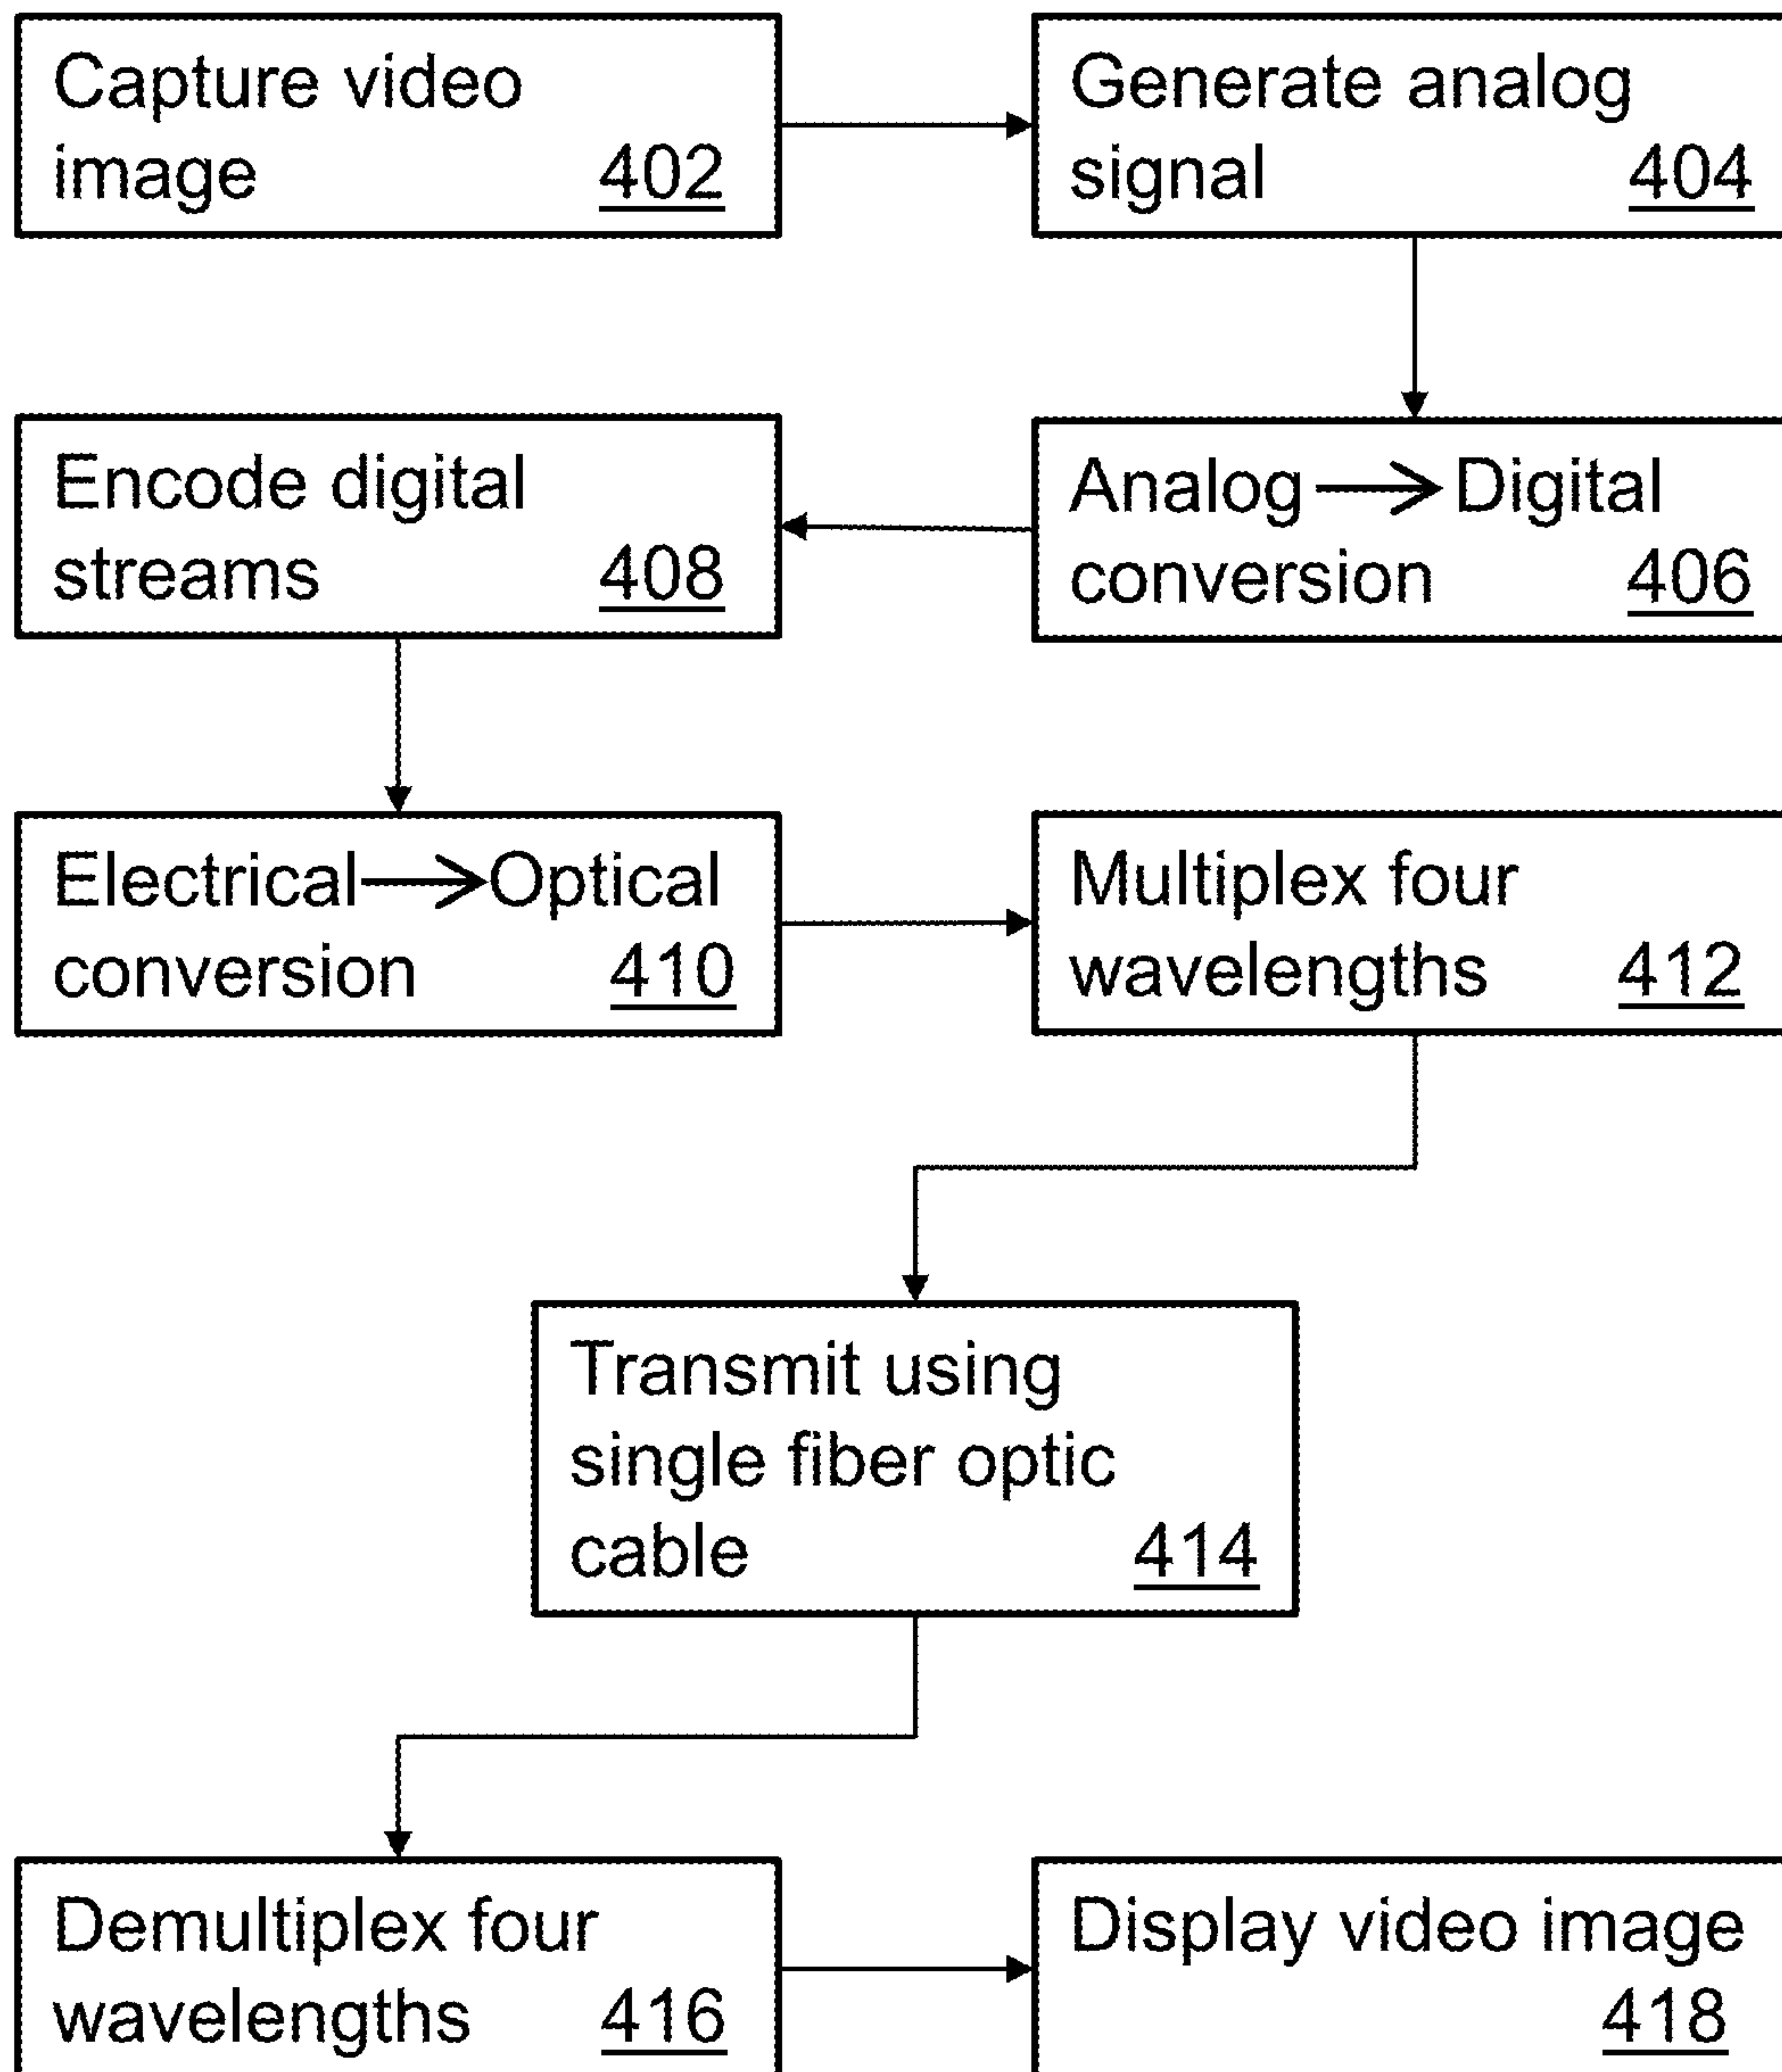 Capture video
image 402
Generate analog
signal 404
Analog → Digital
conversion 406
Encode digital
streams 408
Electrical → Optical
conversion 410
Multiplex four
wavelengths 412
Transmit using
single fiber optic
cable 414
Demultiplex four
wavelengths 416
Display video image
418